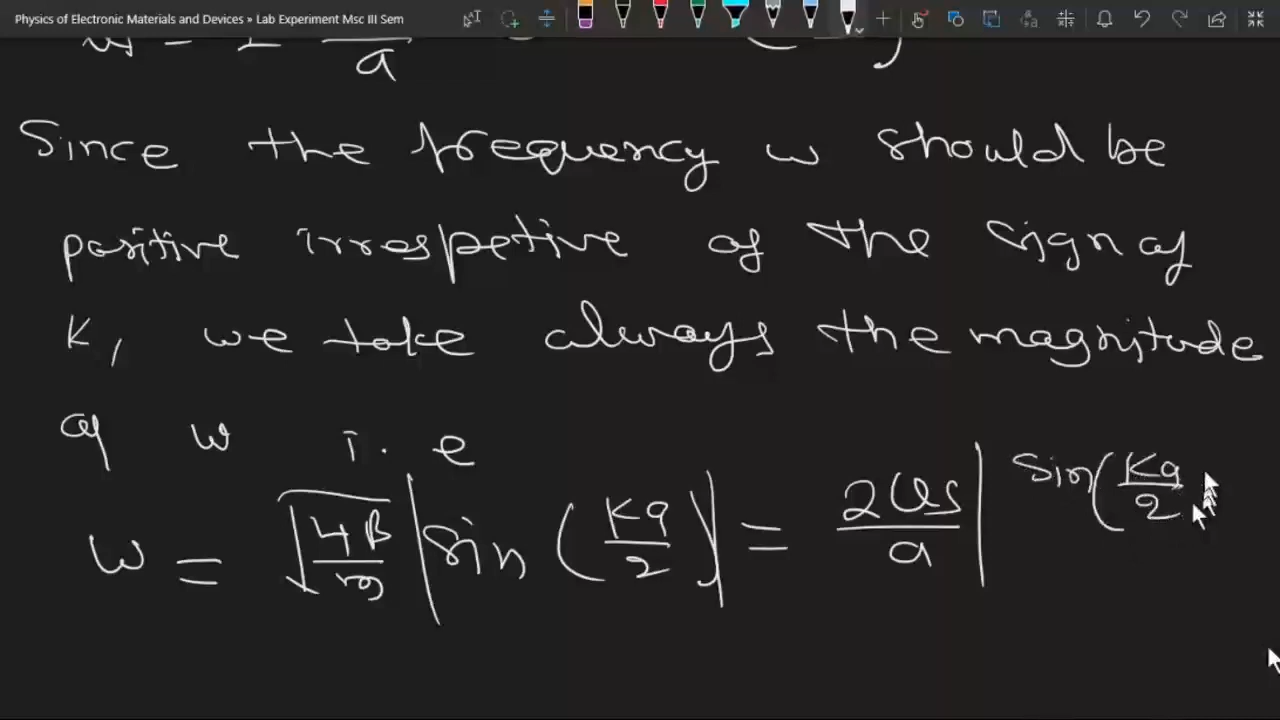 Physics of Electronic Materials and Devices » Lab Experiment Msc III Sem
a
Since the frequency ω should be
positive irrespetive of the sign of
K, we take always the magnitude
of w i.e
ω = √(4β/m) |sin (Ka/2)| = 2Us/a | Sin(Ka/2